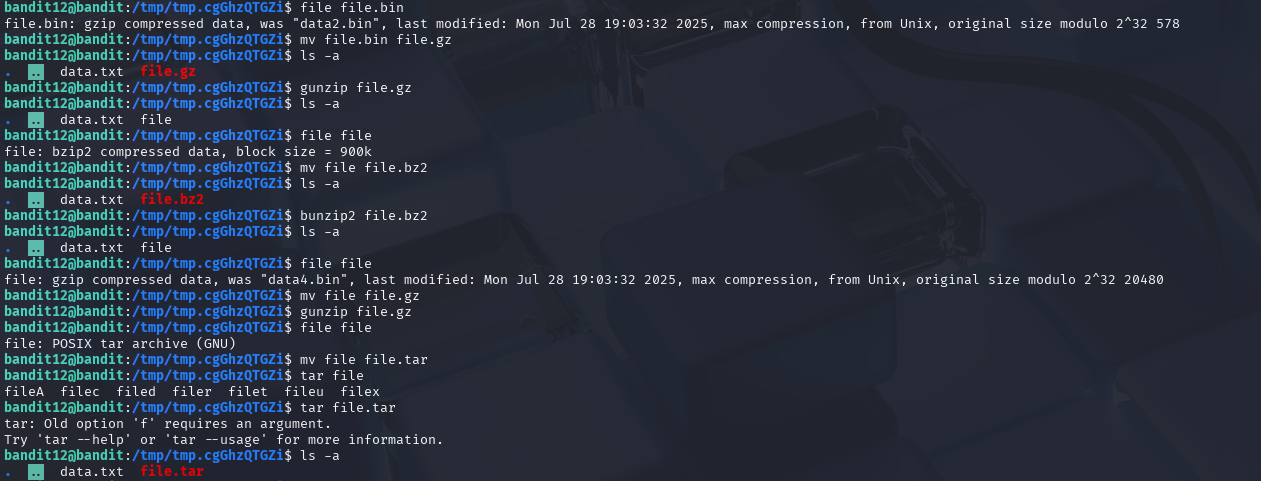 bandit12@bandit:/tmp/tmp.cgGhzQTGZi$ file file.bin
file.bin: gzip compressed data, was "data2.bin", last modified: Mon Jul 28 19:03:32 2025, max compression, from Unix, original size modulo 2^32 578
bandit12@bandit:/tmp/tmp.cgGhzQTGZi$ mv file.bin file.gz
bandit12@bandit:/tmp/tmp.cgGhzQTGZi$ ls -a
.  ..  data.txt  file.gz
bandit12@bandit:/tmp/tmp.cgGhzQTGZi$ gunzip file.gz
bandit12@bandit:/tmp/tmp.cgGhzQTGZi$ ls -a
.  ..  data.txt  file
bandit12@bandit:/tmp/tmp.cgGhzQTGZi$ file file
file: bzip2 compressed data, block size = 900k
bandit12@bandit:/tmp/tmp.cgGhzQTGZi$ mv file file.bz2
bandit12@bandit:/tmp/tmp.cgGhzQTGZi$ ls -a
.  ..  data.txt  file.bz2
bandit12@bandit:/tmp/tmp.cgGhzQTGZi$ bunzip2 file.bz2
bandit12@bandit:/tmp/tmp.cgGhzQTGZi$ ls -a
.  ..  data.txt  file
bandit12@bandit:/tmp/tmp.cgGhzQTGZi$ file file
file: gzip compressed data, was "data4.bin", last modified: Mon Jul 28 19:03:32 2025, max compression, from Unix, original size modulo 2^32 20480
bandit12@bandit:/tmp/tmp.cgGhzQTGZi$ mv file file.gz
bandit12@bandit:/tmp/tmp.cgGhzQTGZi$ gunzip file.gz
bandit12@bandit:/tmp/tmp.cgGhzQTGZi$ file file
file: POSIX tar archive (GNU)
bandit12@bandit:/tmp/tmp.cgGhzQTGZi$ mv file file.tar
bandit12@bandit:/tmp/tmp.cgGhzQTGZi$ tar file
fileA  filec  filed  filer  filet  fileu  filex
bandit12@bandit:/tmp/tmp.cgGhzQTGZi$ tar file.tar
tar: Old option 'f' requires an argument.
Try 'tar --help' or 'tar --usage' for more information.
bandit12@bandit:/tmp/tmp.cgGhzQTGZi$ ls -a
.  ..  data.txt  file.tar